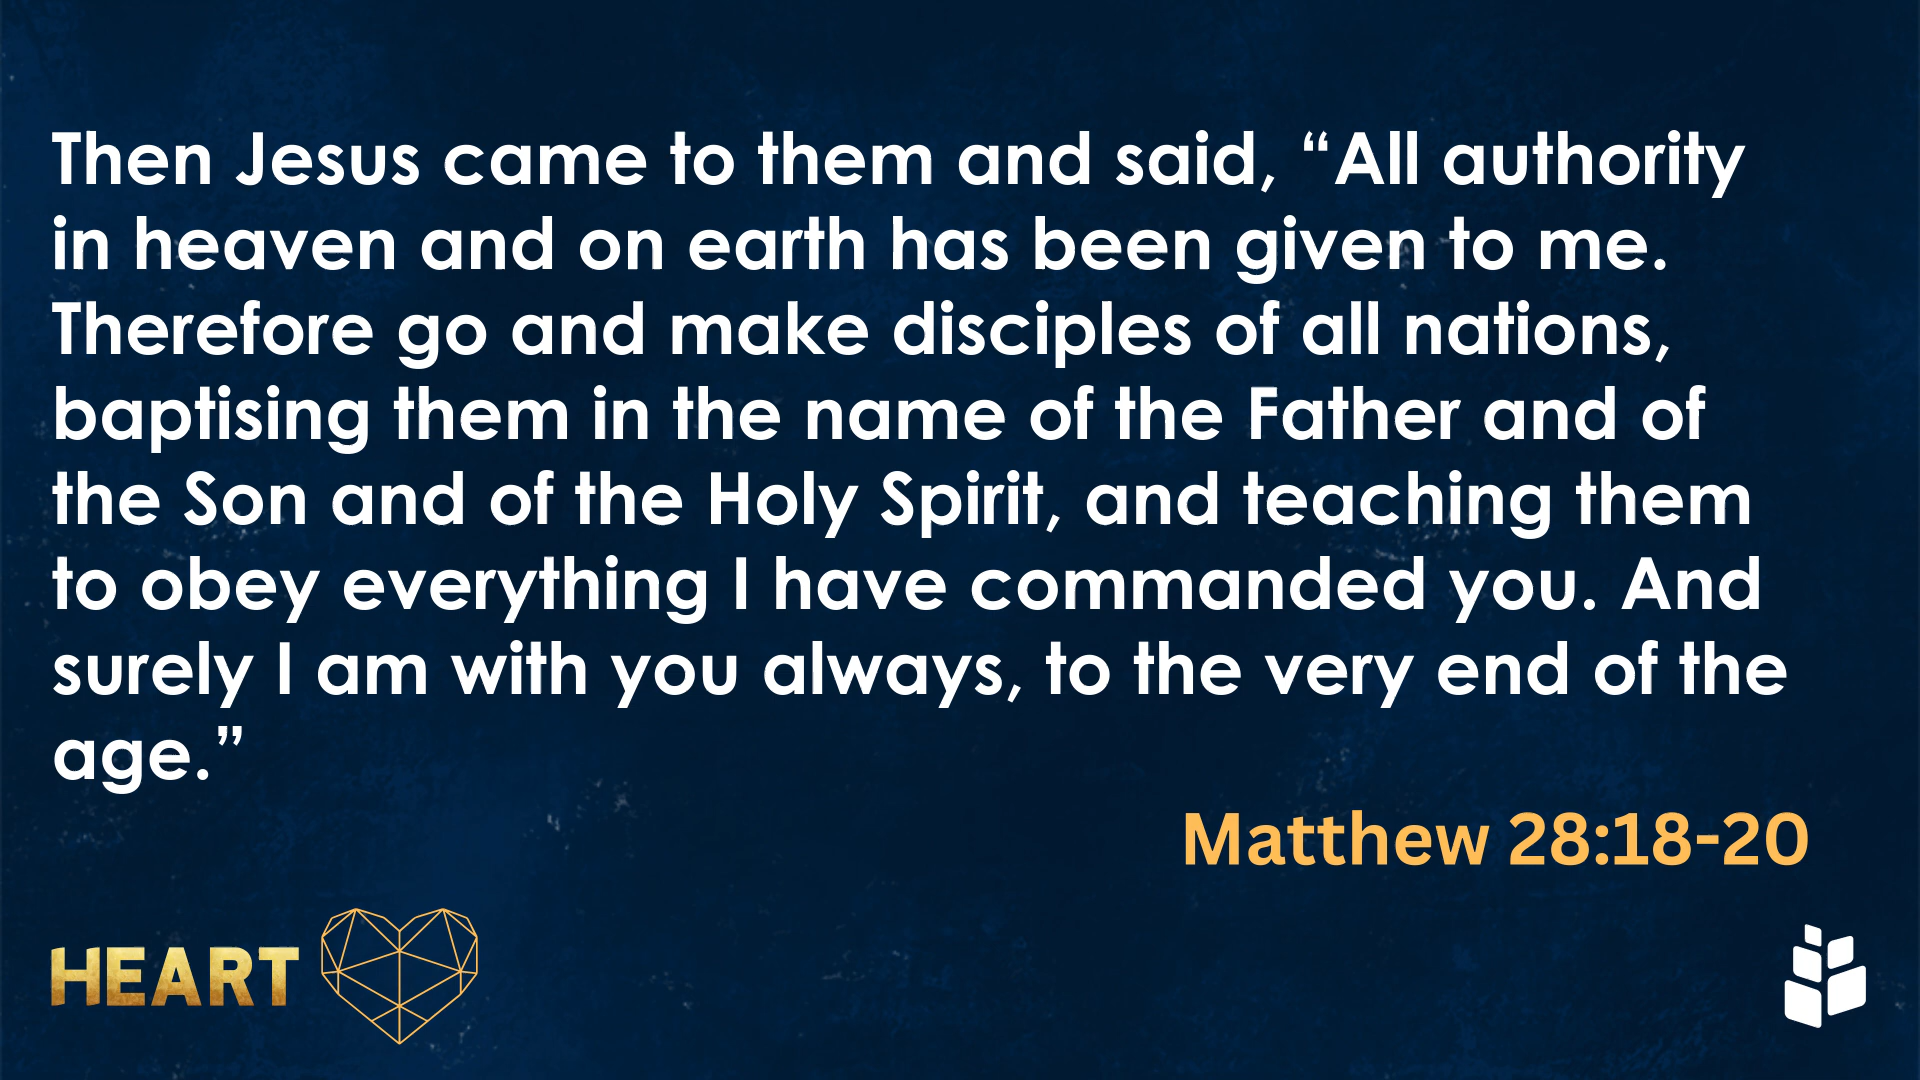 Then Jesus came to them and said, “All authority
in heaven and on earth has been given to me.
Therefore go and make disciples of all nations,
baptising them in the name of the Father and of
the Son and of the Holy Spirit, and teaching them
to obey everything I have commanded you. And
surely I am with you always, to the very end of the
age.”
Matthew 28:18-20
HEART